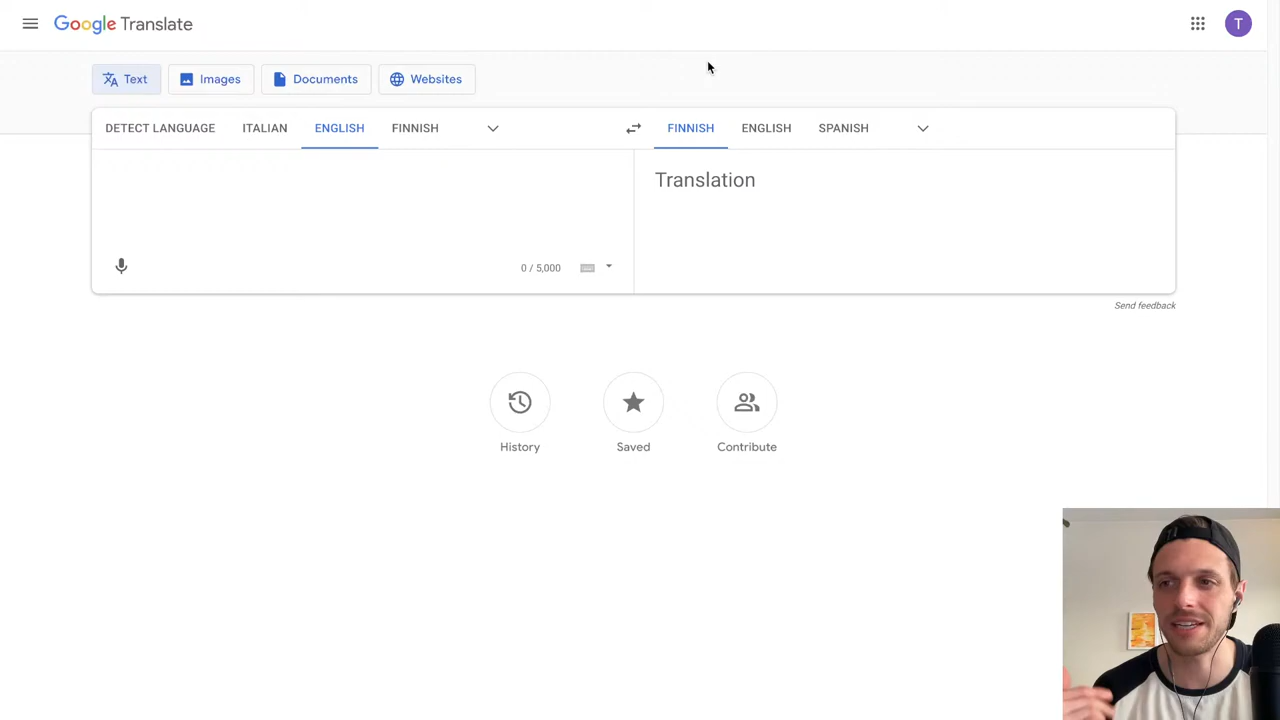 Google Translate
T
Text
Images
Documents
Websites
DETECT LANGUAGE
ITALIAN
ENGLISH
FINNISH
FINNISH
ENGLISH
SPANISH
Translation
0 / 5,000
Send feedback
History
Saved
Contribute